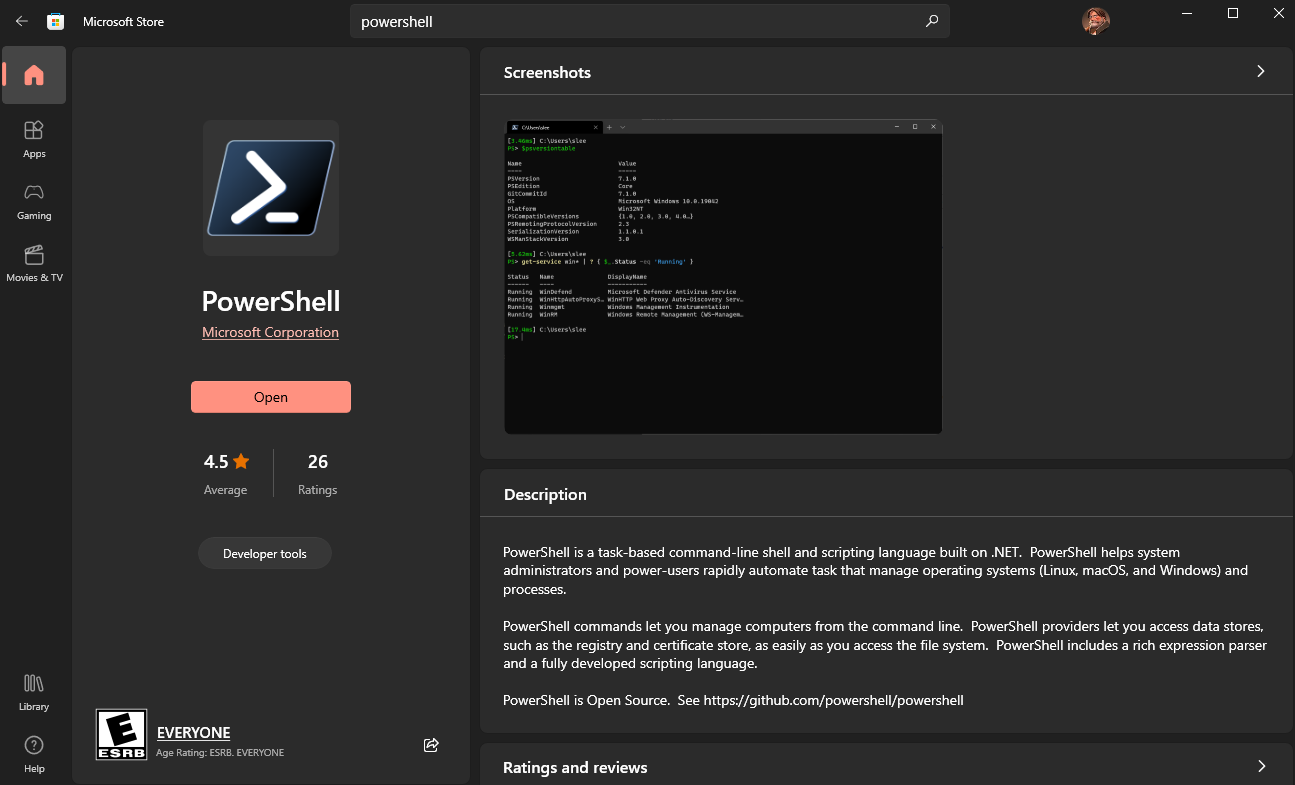 Microsoft Store
powershell
Apps
Gaming
Movies & TV
Library
Help
PowerShell
Microsoft Corporation
Open
4.5
Average
26
Ratings
Developer tools
E
ESRB
EVERYONE
Age Rating: ESRB. EVERYONE
Screenshots
C:\Users\slee
[3.46ms] C:\Users\slee
PS> $psversiontable
Name Value
---- -----
PSVersion 7.1.0
PSEdition Core
GitCommitId 7.1.0
OS Microsoft Windows 10.0.19042
Platform Win32NT
PSCompatibleVersions {1.0, 2.0, 3.0, 4.0…}
PSRemotingProtocolVersion 2.3
SerializationVersion 1.1.0.1
WSManStackVersion 3.0
[5.62ms] C:\Users\slee
PS> get-service win* | ? { $_.Status -eq 'Running' }
Status Name DisplayName
------ ---- -----------
Running WinDefend Microsoft Defender Antivirus Service
Running WinHttpAutoProxyS… WinHTTP Web Proxy Auto-Discovery Serv…
Running Winmgmt Windows Management Instrumentation
Running WinRM Windows Remote Management (WS-Managem…
[17.4ms] C:\Users\slee
PS>
Description
PowerShell is a task-based command-line shell and scripting language built on .NET.  PowerShell helps system
administrators and power-users rapidly automate task that manage operating systems (Linux, macOS, and Windows) and
processes.
PowerShell commands let you manage computers from the command line.  PowerShell providers let you access data stores,
such as the registry and certificate store, as easily as you access the file system.  PowerShell includes a rich expression parser
and a fully developed scripting language.
PowerShell is Open Source.  See https://github.com/powershell/powershell
Ratings and reviews